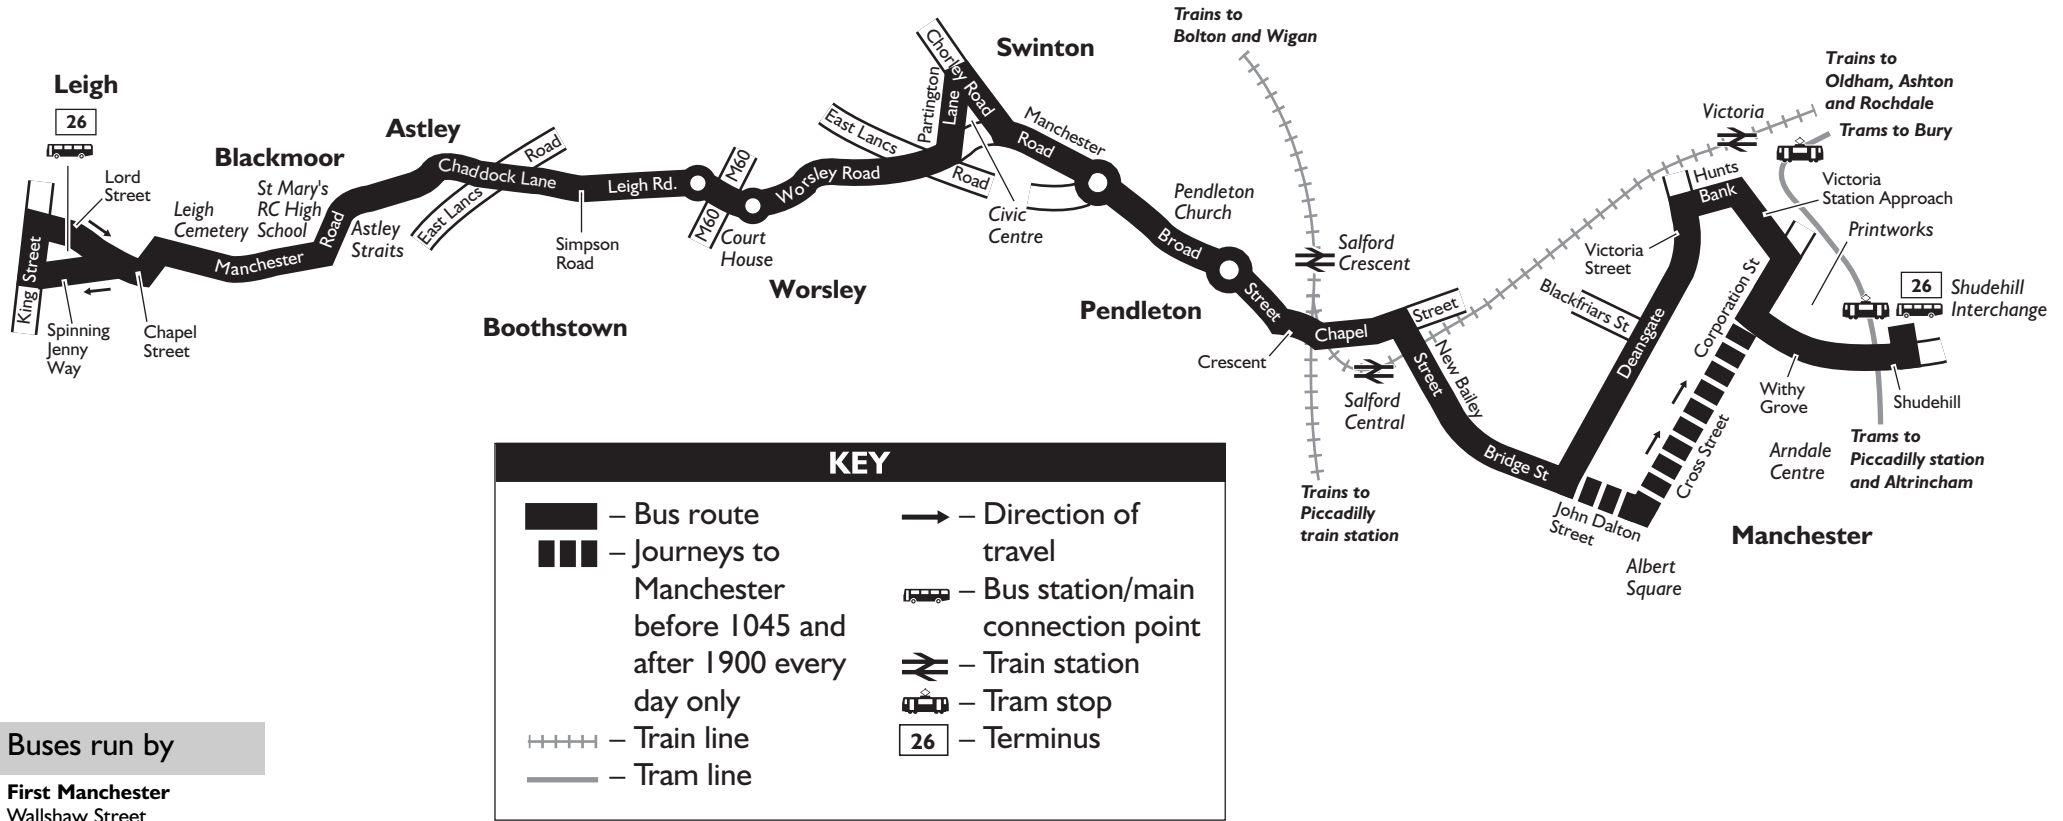 Trains to
Bolton and Wigan
Swinton
Chorley Road
Partington
Lane
Manchester
Road
Leigh
26
Astley
Blackmoor
Lord
Street
St Mary's
RC High
School
Leigh
Cemetery
Road
Astley
Straits
Chaddock Lane
Road
East Lancs
Leigh Rd.
M60
M60
Court
House
Worsley Road
East Lancs
Road
Civic
Centre
King Street
Manchester
Spinning
Jenny
Way
Chapel
Street
Simpson
Road
Boothstown
Worsley
Pendleton
Church
Broad
Street
Pendleton
Crescent
Salford
Crescent
Chapel
Street
Salford
Central
New Bailey
Street
Bridge St
Trains to
Piccadilly
train station
Trains to
Oldham, Ashton
and Rochdale
Trams to Bury
Victoria
Hunts
Bank
Victoria
Station Approach
Printworks
Victoria
Street
Blackfriars St
Deansgate
Corporation St
Cross Street
26
Shudehill
Interchange
Withy
Grove
Shudehill
Arndale
Centre
Trams to
Piccadilly station
and Altrincham
John Dalton
Street
Albert
Square
Manchester
KEY
– Bus route
– Journeys to
Manchester
before 1045 and
after 1900 every
day only
– Train line
– Tram line
– Direction of
travel
– Bus station/main
connection point
– Train station
– Tram stop
26 – Terminus
Buses run by
First Manchester
Wallshaw Street